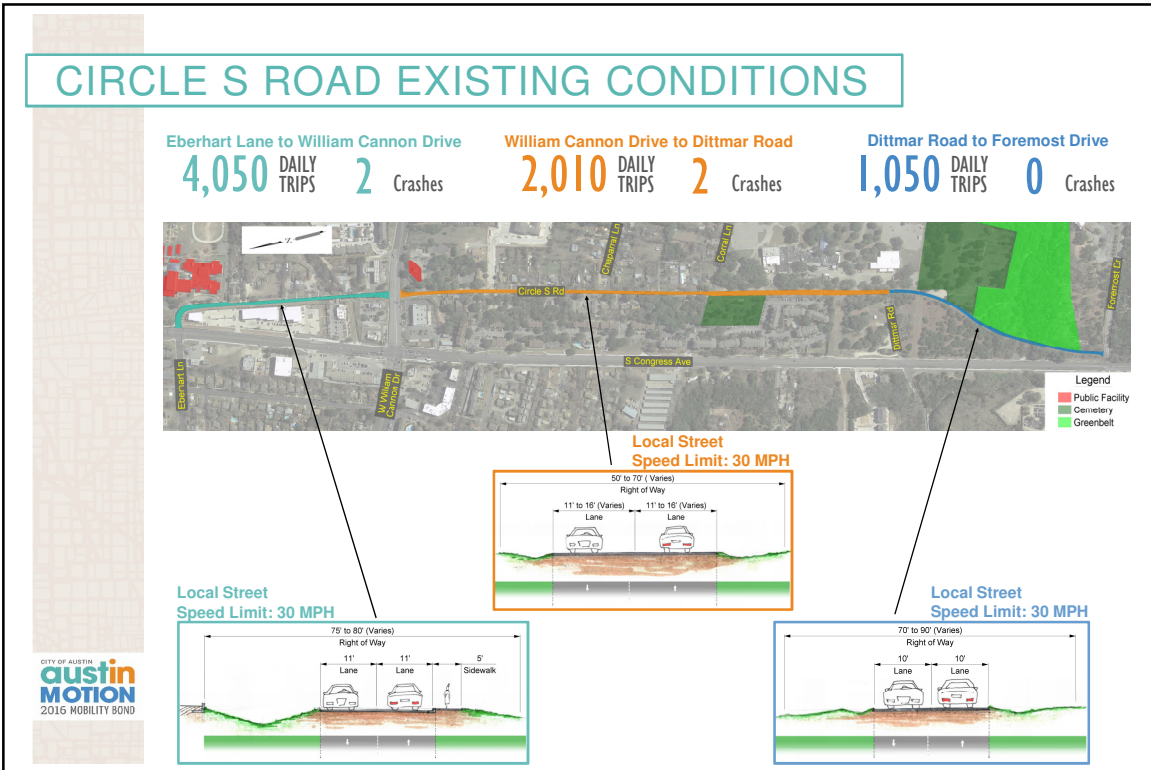 CIRCLE S ROAD EXISTING CONDITIONS
Eberhart Lane to William Cannon Drive
4,050 DAILY TRIPS 2 Crashes
William Cannon Drive to Dittmar Road
2,010 DAILY TRIPS 2 Crashes
Dittmar Road to Foremost Drive
1,050 DAILY TRIPS 0 Crashes
Chaparral Ln
Corral Ln
Foremost Dr
Circle S Rd
Dittmar Rd
S Congress Ave
Eberhart Ln
W William
Cannon Dr
Legend
Public Facility
Cemetery
Greenbelt
Local Street
Speed Limit: 30 MPH
50' to 70' ( Varies)
Right of Way
11' to 16' (Varies)
Lane
11' to 16' (Varies)
Lane
Local Street
Speed Limit: 30 MPH
75' to 80' (Varies)
Right of Way
11'
Lane
11'
Lane
5'
Sidewalk
Local Street
Speed Limit: 30 MPH
70' to 90' (Varies)
Right of Way
10'
Lane
10'
Lane
CITY OF AUSTIN
austin
MOTION
2016 MOBILITY BOND